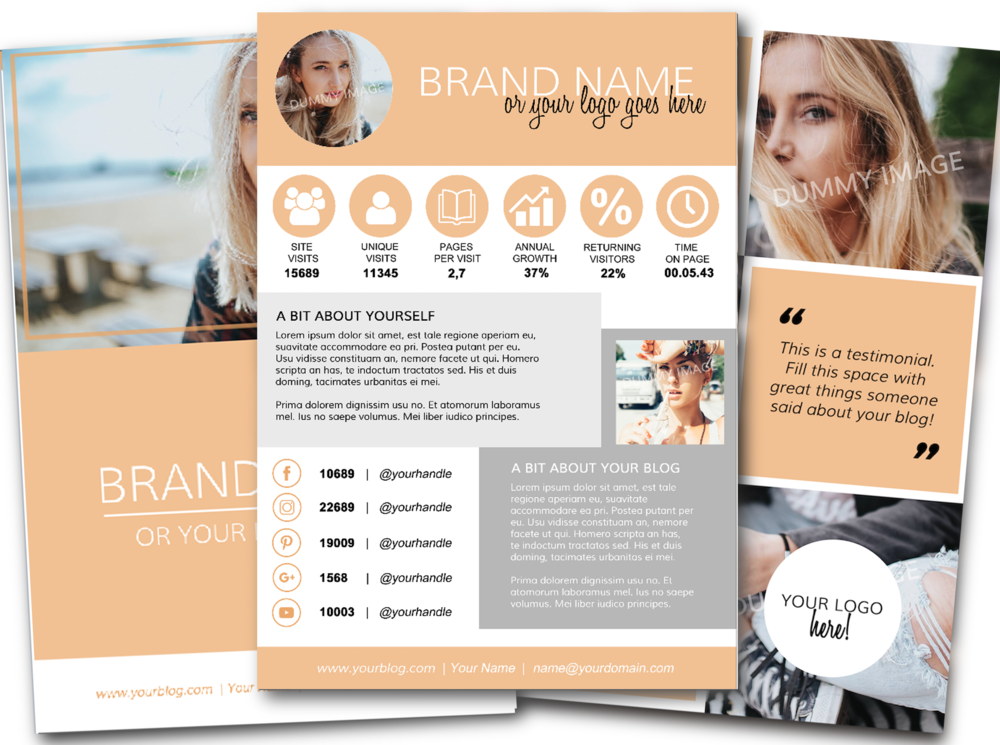 BRAND NAME
or your logo goes here
DUMMY IMAGE
SITE
VISITS
15689
UNIQUE
VISITS
11345
PAGES
PER VISIT
2,7
ANNUAL
GROWTH
37%
RETURNING
VISITORS
22%
TIME
ON PAGE
00.05.43
A BIT ABOUT YOURSELF
Lorem ipsum dolor sit amet, est tale regione aperiam,
suavitate accommodare ea pri. Postea putant per eu.
Usu vidisse constituam an, nemore facete ut qui. Homero
scripta an has, te indoctum tractatos sed. His et duis
doming, tacimates urbanitas ei mei.
Prima dolorem dignissim usu no. Et atomorum laboramus
mel. Ius no saepe volumus. Mei liber iudico principes.
DUMMY IMAGE
10689 | @yourhandle
22689 | @yourhandle
19009 | @yourhandle
G+
1568 | @yourhandle
10003 | @yourhandle
A BIT ABOUT YOUR BLOG
Lorem ipsum dolor sit amet, est tale
regione aperiam, suavitate
accommodare ea pri. Postea putant per
eu. Usu vidisse constituam an, nemore
facete ut qui. Homero scripta an has,
te indoctum tractatos sed. His et duis
doming, tacimates urbanitas ei mei.
Prima dolorem dignissim usu no. Et
atomorum laboramus mel. Ius no saepe
volumus. Mei liber iudico principes.
www.yourblog.com | Your Name | name@yourdomain.com
BRAND
OR YOUR
www.yourblog.com | Your
DUMMY IMAGE
“
This is a testimonial.
Fill this space with
great things someone
said about your blog!
”
YOUR LOGO
here!